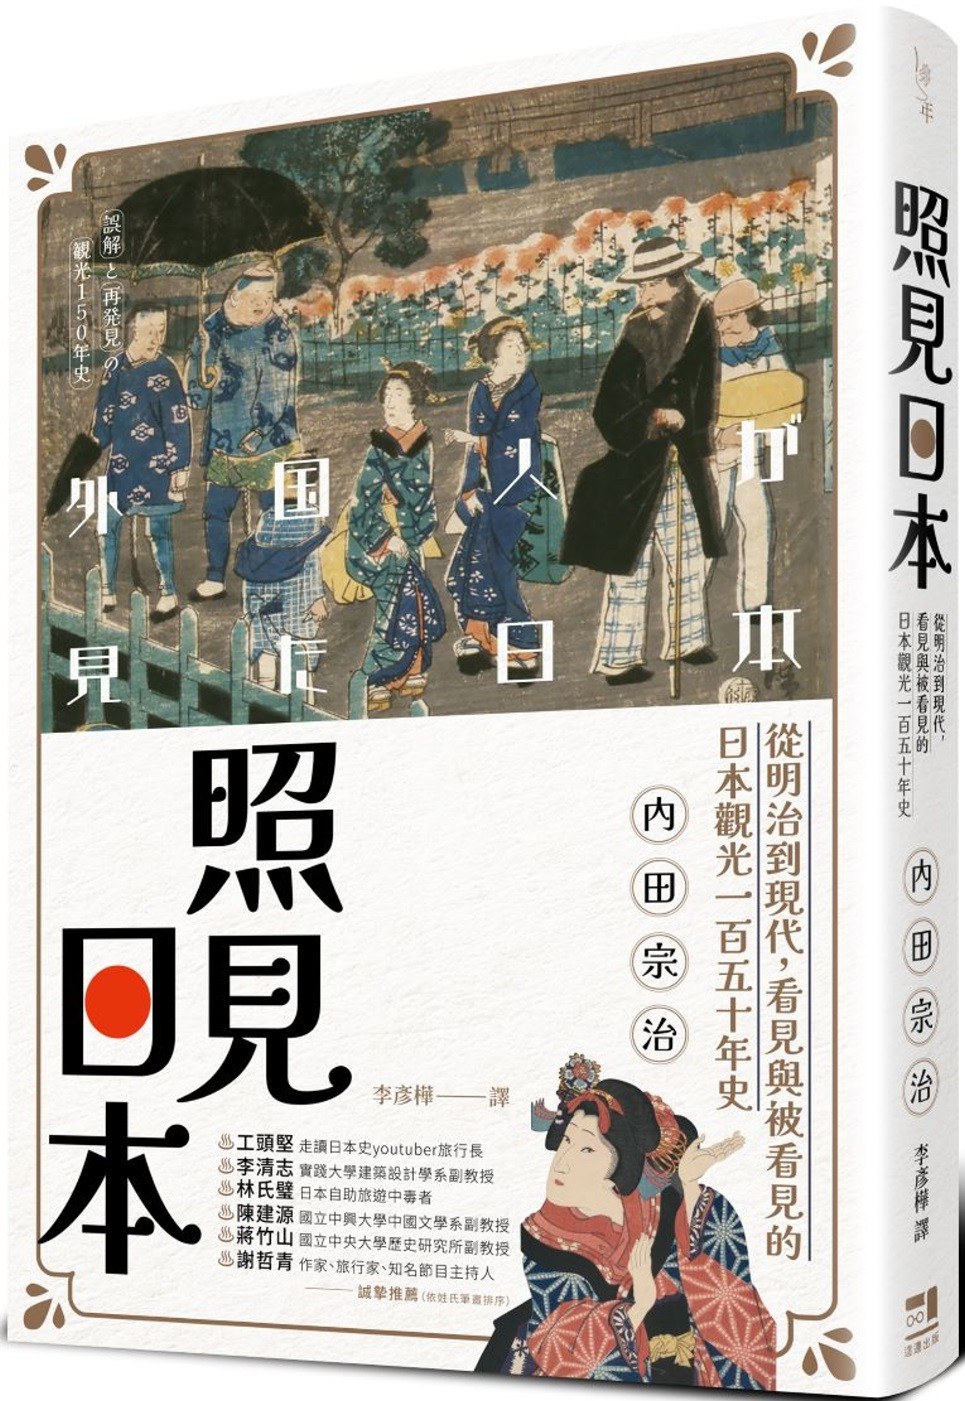 誤解と再発見の
観光150年史
外国人が
見た日本
照見
日本
從明治到現代，看見與被看見的
日本觀光一百五十年史
內田宗治
李彥樺——譯
工頭堅 走讀日本史youtuber旅行長
李清志 實踐大學建築設計學系副教授
林氏璧 日本自助旅遊中毒者
陳建源 國立中興大學中國文學系副教授
蔣竹山 國立中央大學歷史研究所副教授
謝哲青 作家、旅行家、知名節目主持人
——誠摯推薦（依姓氏筆畫排序）
照見日本
從明治到現代，
看見與被看見的
日本觀光一百五十年史
內田宗治
李彥樺 譯
這邊出版